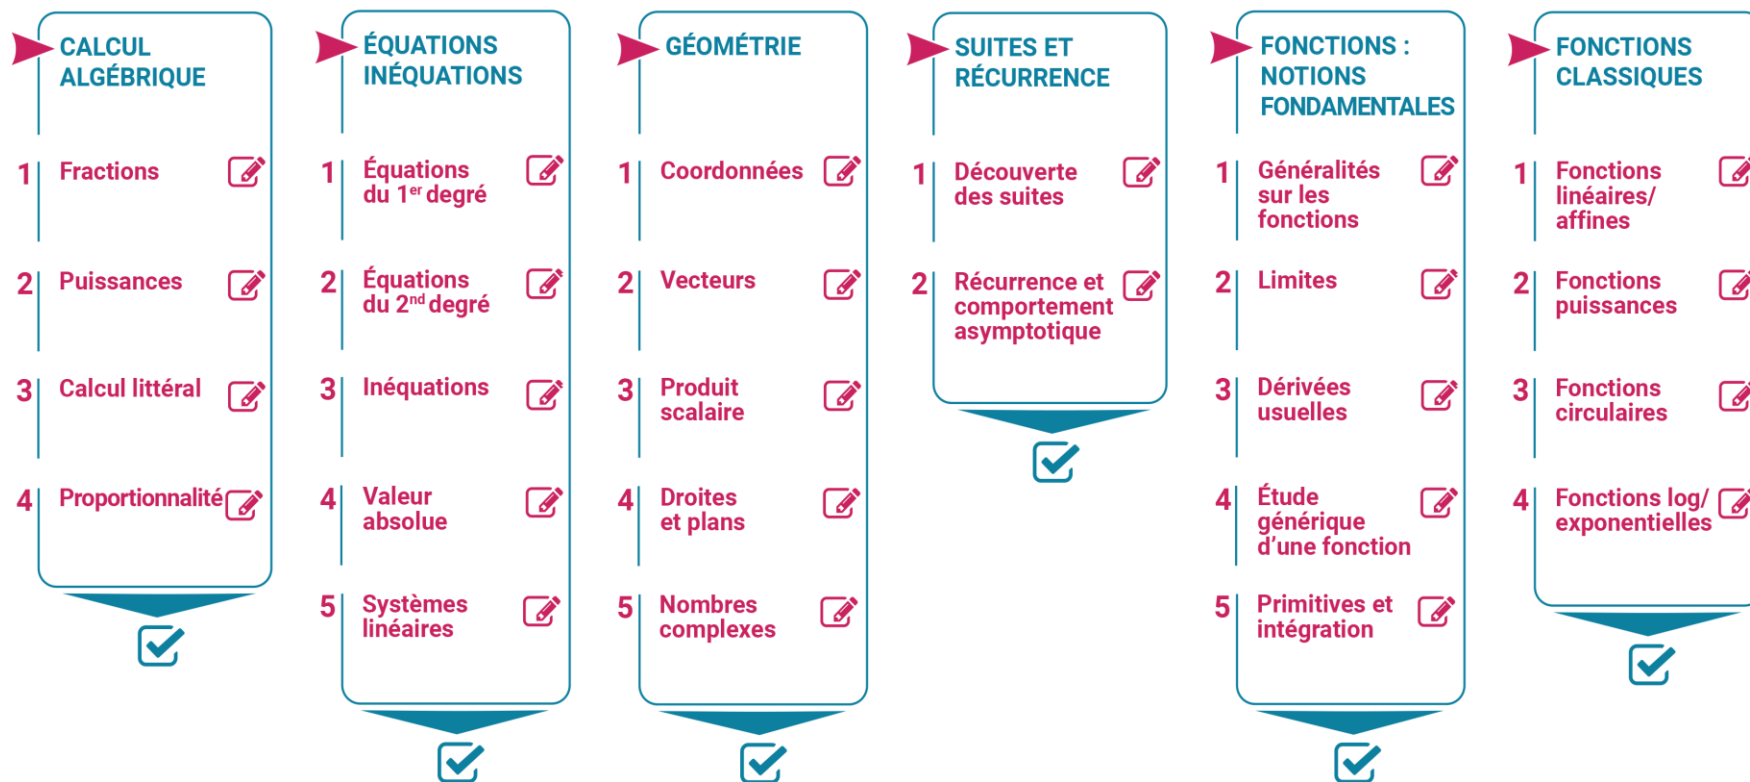 CALCUL
ALGÉBRIQUE
1 Fractions
2 Puissances
3 Calcul littéral
4 Proportionnalité
ÉQUATIONS
INÉQUATIONS
1 Équations
du 1er degré
2 Équations
du 2nd degré
3 Inéquations
4 Valeur
absolue
5 Systèmes
linéaires
GÉOMÉTRIE
1 Coordonnées
2 Vecteurs
3 Produit
scalaire
4 Droites
et plans
5 Nombres
complexes
SUITES ET
RÉCURRENCE
1 Découverte
des suites
2 Récurrence et
comportement
asymptotique
FONCTIONS :
NOTIONS
FONDAMENTALES
1 Généralités
sur les
fonctions
2 Limites
3 Dérivées
usuelles
4 Étude
générique
d’une fonction
5 Primitives et
intégration
FONCTIONS
CLASSIQUES
1 Fonctions
linéaires/
affines
2 Fonctions
puissances
3 Fonctions
circulaires
4 Fonctions log/
exponentielles